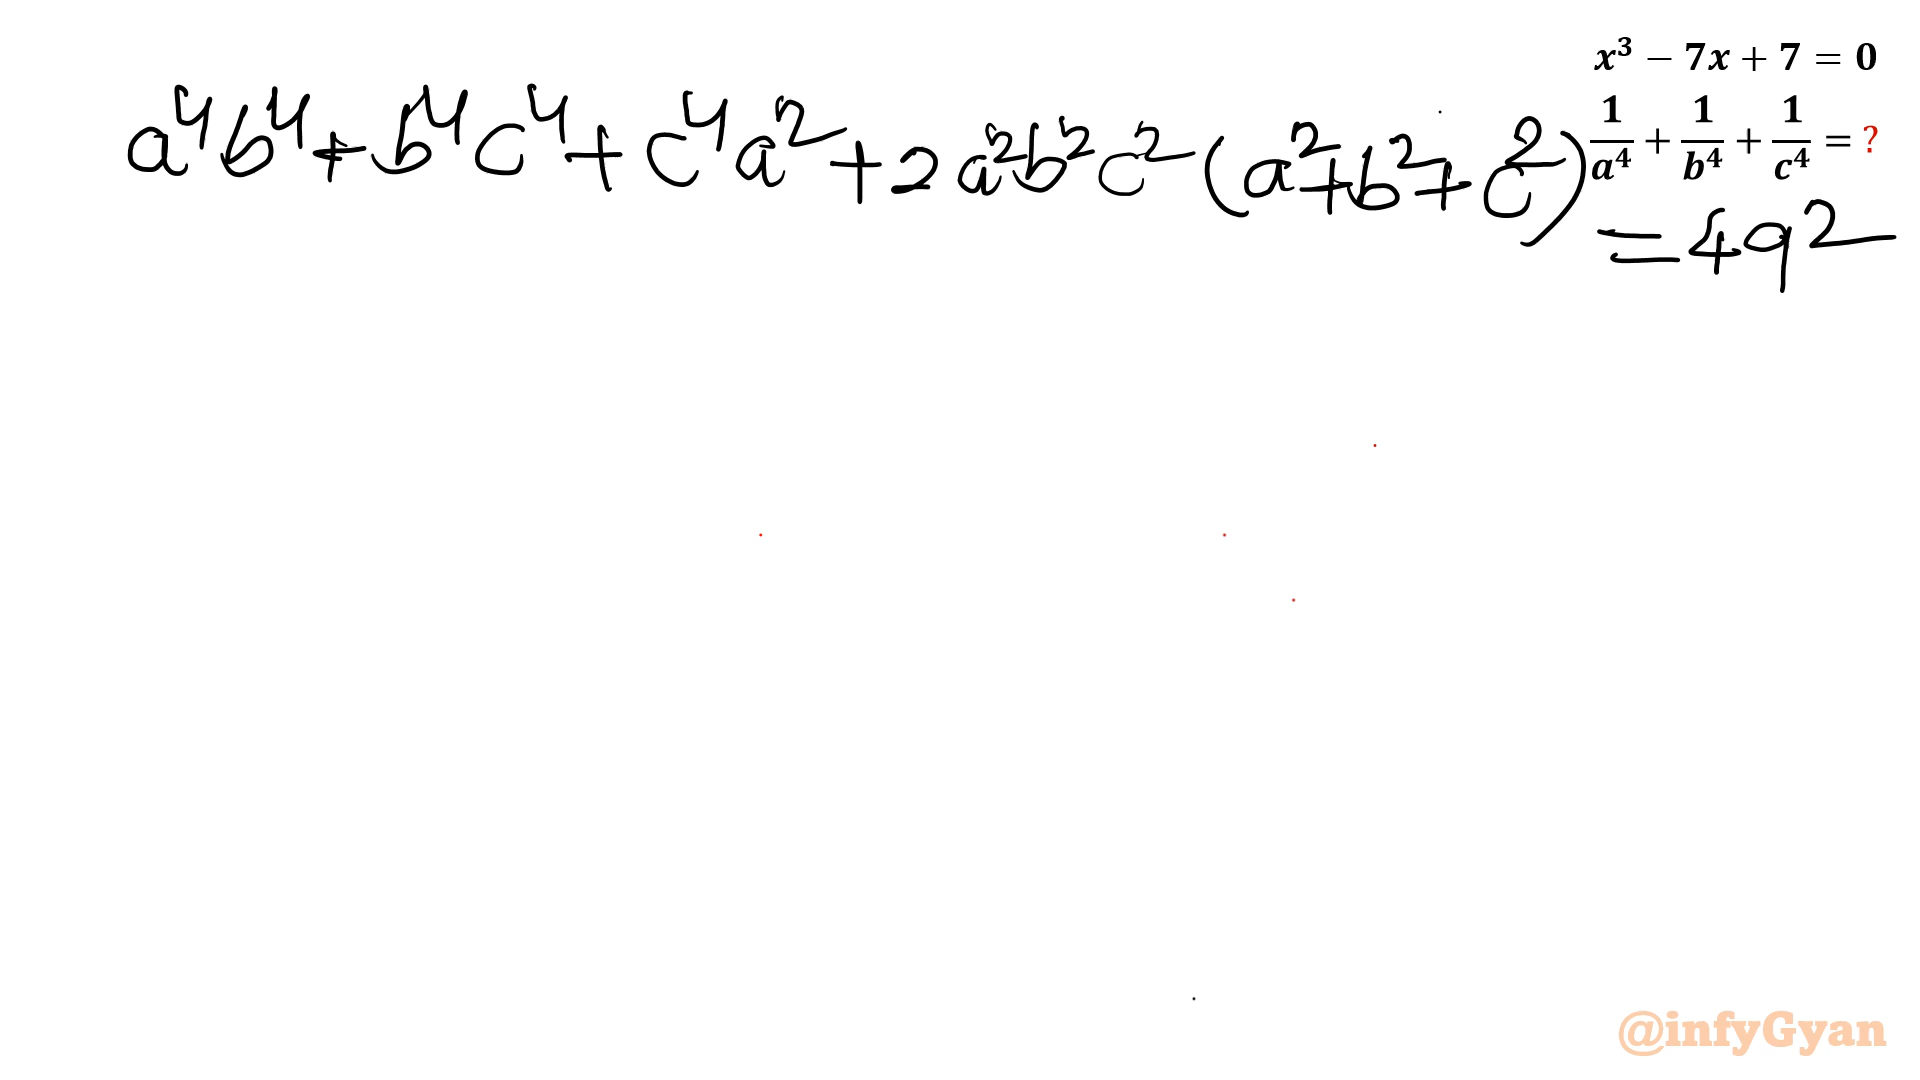 x³ − 7x + 7 = 0
1/a⁴ + 1/b⁴ + 1/c⁴ = ?
a⁴b⁴ + b⁴c⁴ + c⁴a² + 2a²b²c²(a² + b² + c²)
= 49²
@infyGyan